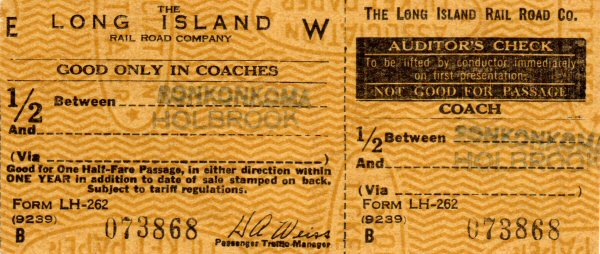 E THE W
LONG ISLAND
RAIL ROAD COMPANY
GOOD ONLY IN COACHES
1/2 Between RONKONKOMA
And HOLBROOK
(Via
Good for One Half-Fare Passage, in either direction within
ONE YEAR in addition to date of sale stamped on back.
Subject to tariff regulations.
FORM LH-262
(9239)
B 073868 H A Weiss
Passenger Traffic Manager
THE LONG ISLAND RAIL ROAD CO.
AUDITOR'S CHECK
To be lifted by conductor immediately
on first presentation.
NOT GOOD FOR PASSAGE
COACH
1/2 Between RONKONKOMA
And HOLBROOK
(Via)
FORM LH-262
(9239)
B 073868